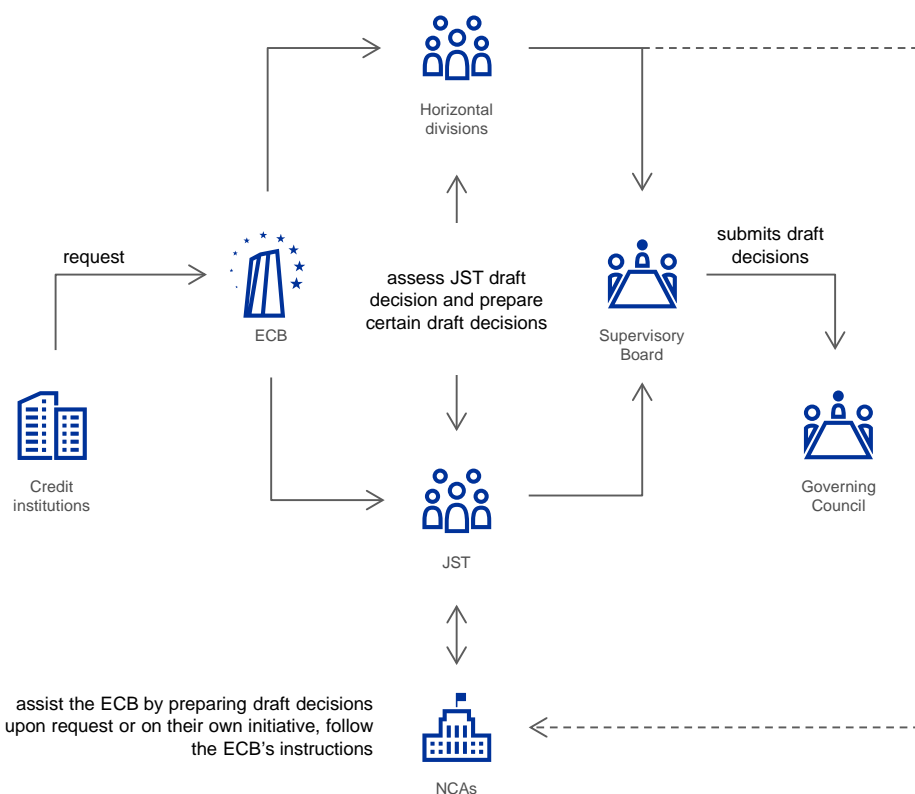 Horizontal
divisions
request
submits draft
decisions
assess JST draft
decision and prepare
certain draft decisions
ECB
Supervisory
Board
Credit
institutions
Governing
Council
JST
assist the ECB by preparing draft decisions
upon request or on their own initiative, follow
the ECB's instructions
NCAs